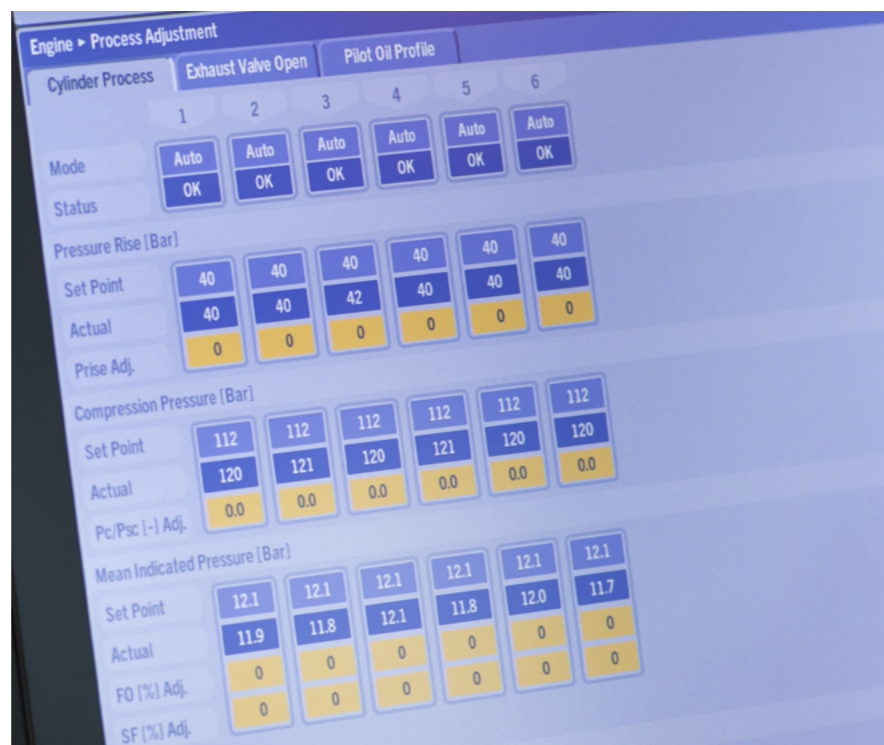 Engine ▸ Process Adjustment
Cylinder Process Exhaust Valve Open Pilot Oil Profile
1 2 3 4 5 6
Mode Auto Auto Auto Auto Auto Auto
Status OK OK OK OK OK OK
Pressure Rise [Bar]
Set Point 40 40 40 40 40 40
Actual 40 40 42 40 40 40
Prise Adj. 0 0 0 0 0 0
Compression Pressure [Bar]
Set Point 112 112 112 112 112 112
Actual 120 121 120 121 120 120
Pc/Psc [-] Adj. 0.0 0.0 0.0 0.0 0.0 0.0
Mean Indicated Pressure [Bar]
Set Point 12.1 12.1 12.1 12.1 12.1 12.1
Actual 11.9 11.8 12.1 11.8 12.0 11.7
FO [%] Adj. 0 0 0 0 0 0
SF [%] Adj. 0 0 0 0 0 0